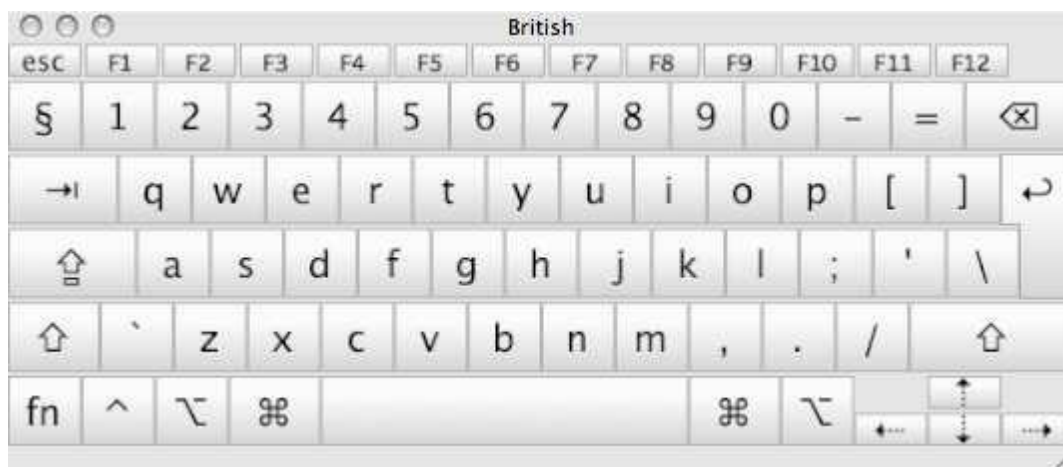 British
esc F1 F2 F3 F4 F5 F6 F7 F8 F9 F10 F11 F12
§ 1 2 3 4 5 6 7 8 9 0 - = ⌫
⇥ q w e r t y u i o p [ ] ↩
⇪ a s d f g h j k l ; ' \
⇧ ` z x c v b n m , . / ⇧
fn ^ ⌥ ⌘ ⌘ ⌥